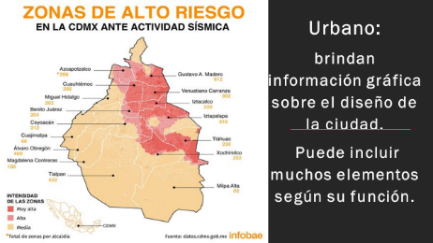 ZONAS DE ALTO RIESGO
EN LA CDMX ANTE ACTIVIDAD SÍSMICA
Azcapotzalco
Cuauhtémoc
Miguel Hidalgo
Benito Juárez
Coyoacán
Cuajimalpa
Álvaro Obregón
Magdalena Contreras
Tlalpan
Gustavo A. Madero
Venustiano Carranza
Iztacalco
Iztapalapa
Tláhuac
Xochimilco
Milpa Alta
INTENSIDAD
DE LAS ZONAS
Muy alta
Alta
Media
CDMX
*Total de zonas por alcaldía
Fuente: datos.cdmx.gob.mx
infobae
Urbano:
brindan
información gráfica
sobre el diseño de
la ciudad.
Puede incluir
muchos elementos
según su función.